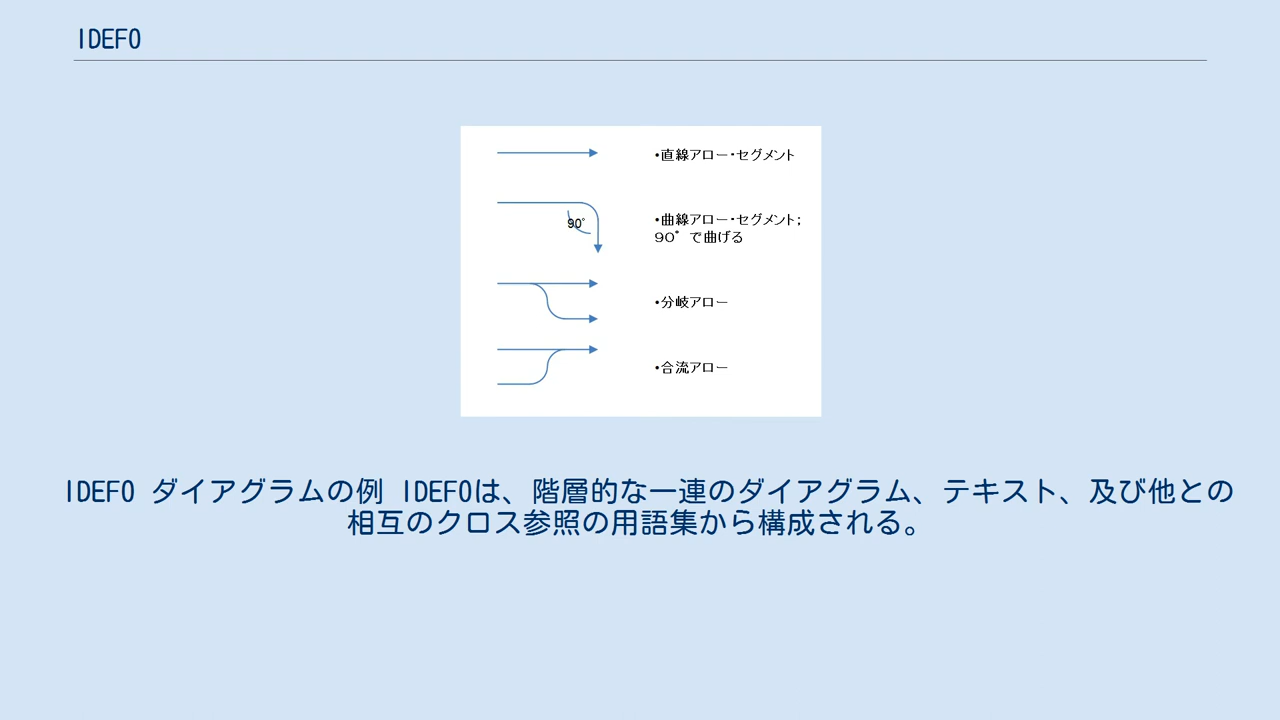 IDEF0
•直線アロー・セグメント
90°
•曲線アロー・セグメント;
90°で曲げる
•分岐アロー
•合流アロー
IDEF0 ダイアグラムの例 IDEF0は、階層的な一連のダイアグラム、テキスト、及び他との
相互のクロス参照の用語集から構成される。